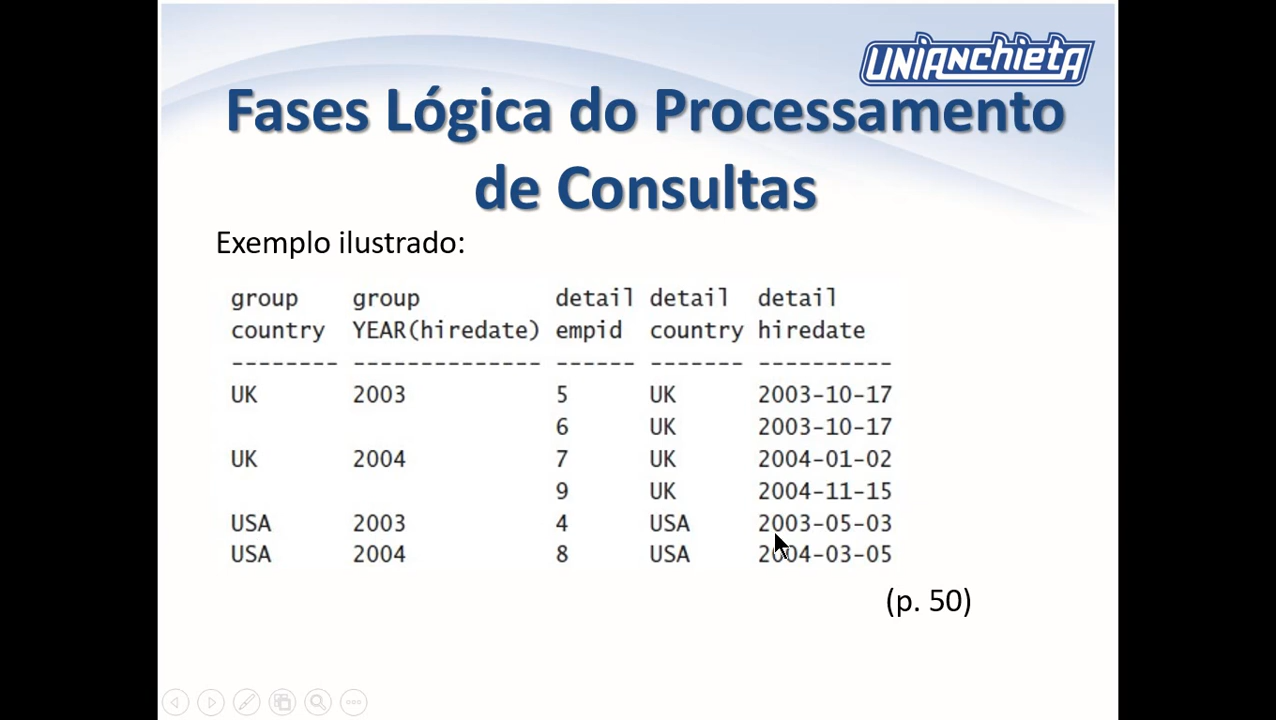 UNIANCHIETA
Fases Lógica do Processamento
de Consultas
Exemplo ilustrado:
group group detail detail detail
country YEAR(hiredate) empid country hiredate
-------- -------------- ------ ------- ----------
UK 2003 5 UK 2003-10-17
6 UK 2003-10-17
UK 2004 7 UK 2004-01-02
9 UK 2004-11-15
USA 2003 4 USA 2003-05-03
USA 2004 8 USA 2004-03-05
(p. 50)